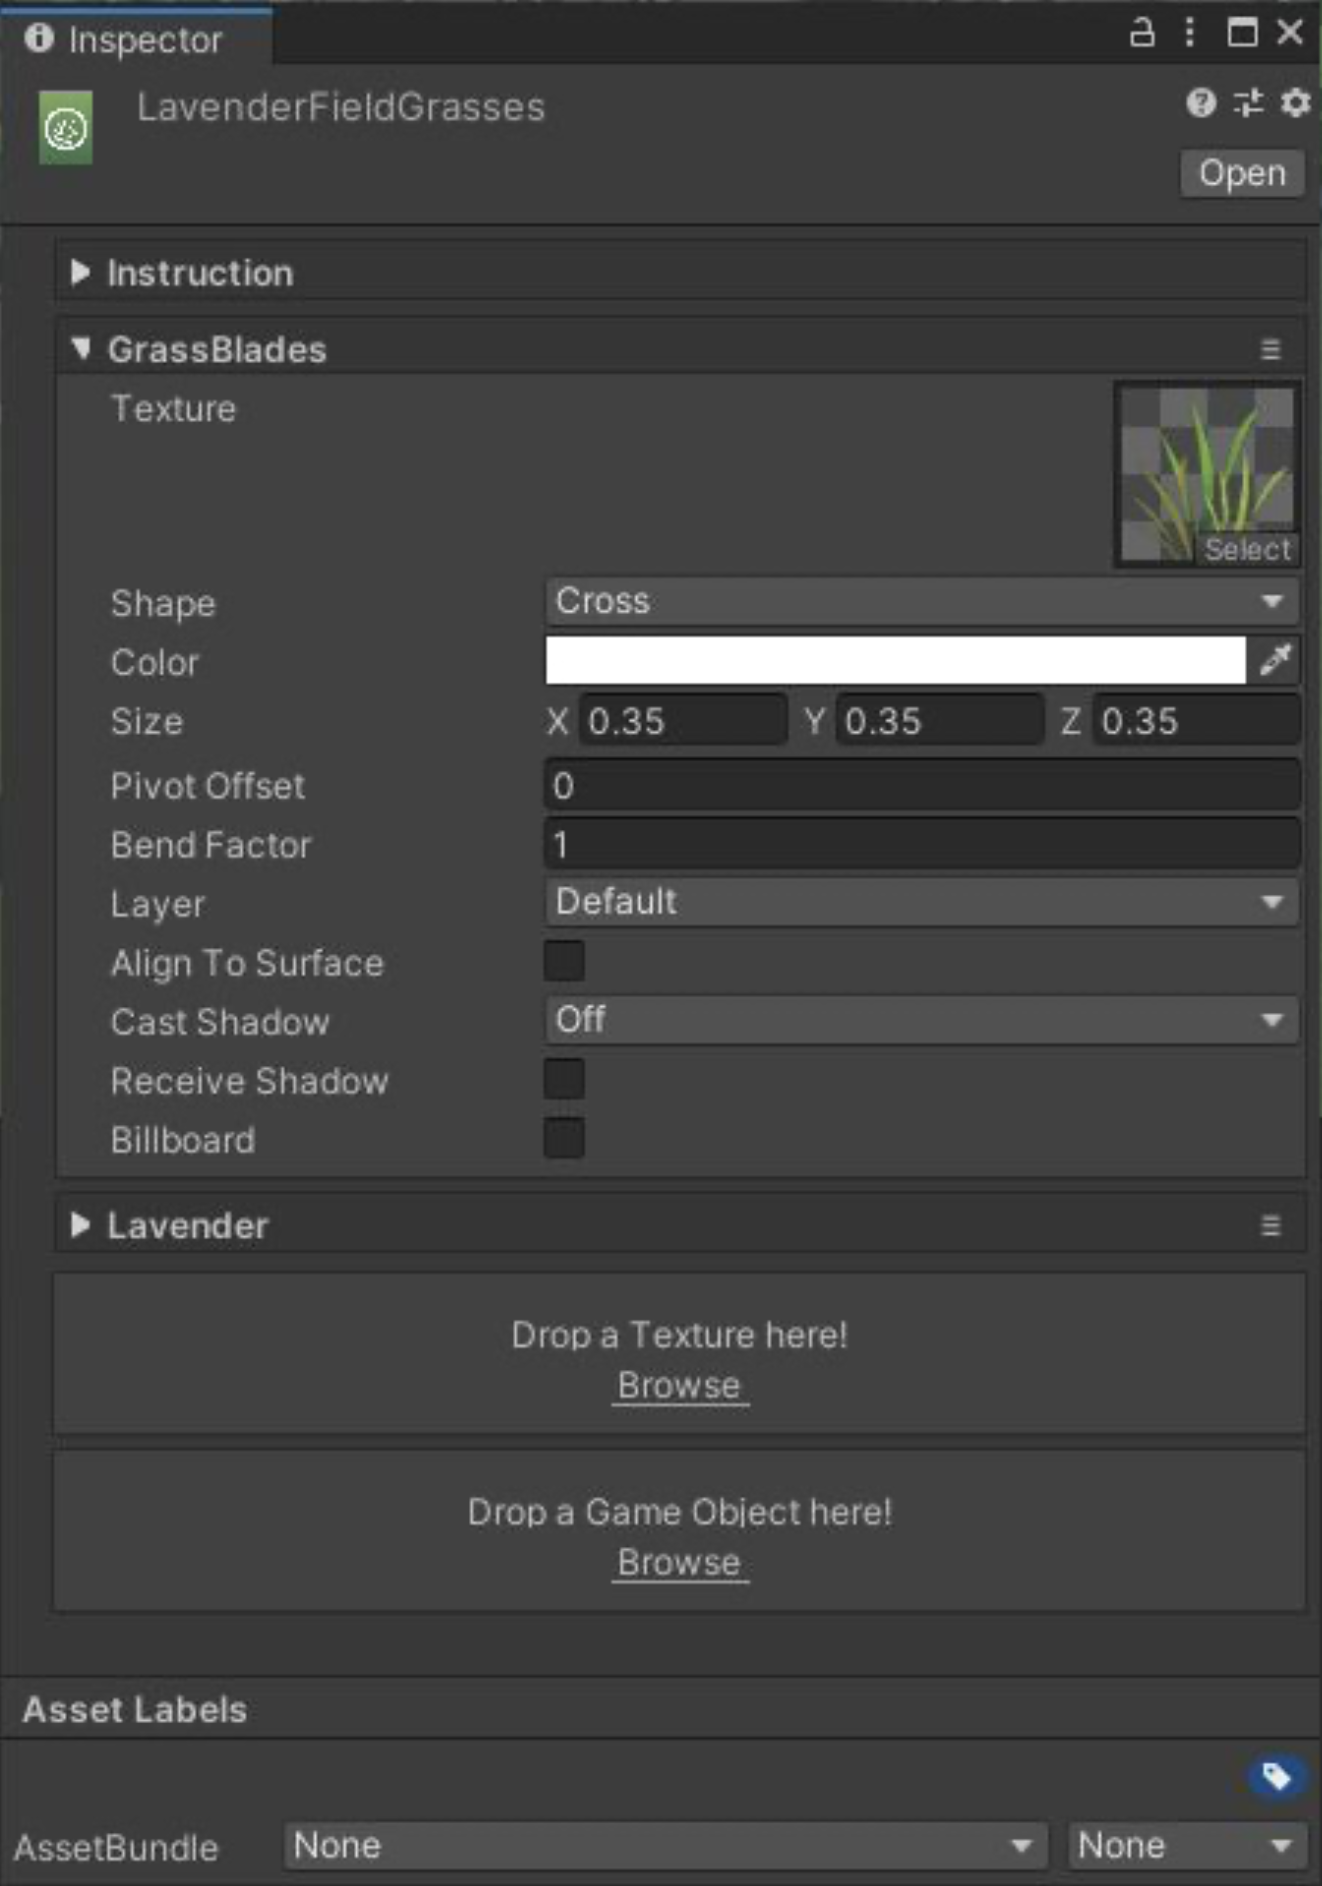 Inspector
LavenderFieldGrasses
Open
Instruction
GrassBlades
Texture
Select
Shape Cross
Color
Size X 0.35 Y 0.35 Z 0.35
Pivot Offset 0
Bend Factor 1
Layer Default
Align To Surface
Cast Shadow Off
Receive Shadow
Billboard
Lavender
Drop a Texture here!
Browse
Drop a Game Object here!
Browse
Asset Labels
AssetBundle None None